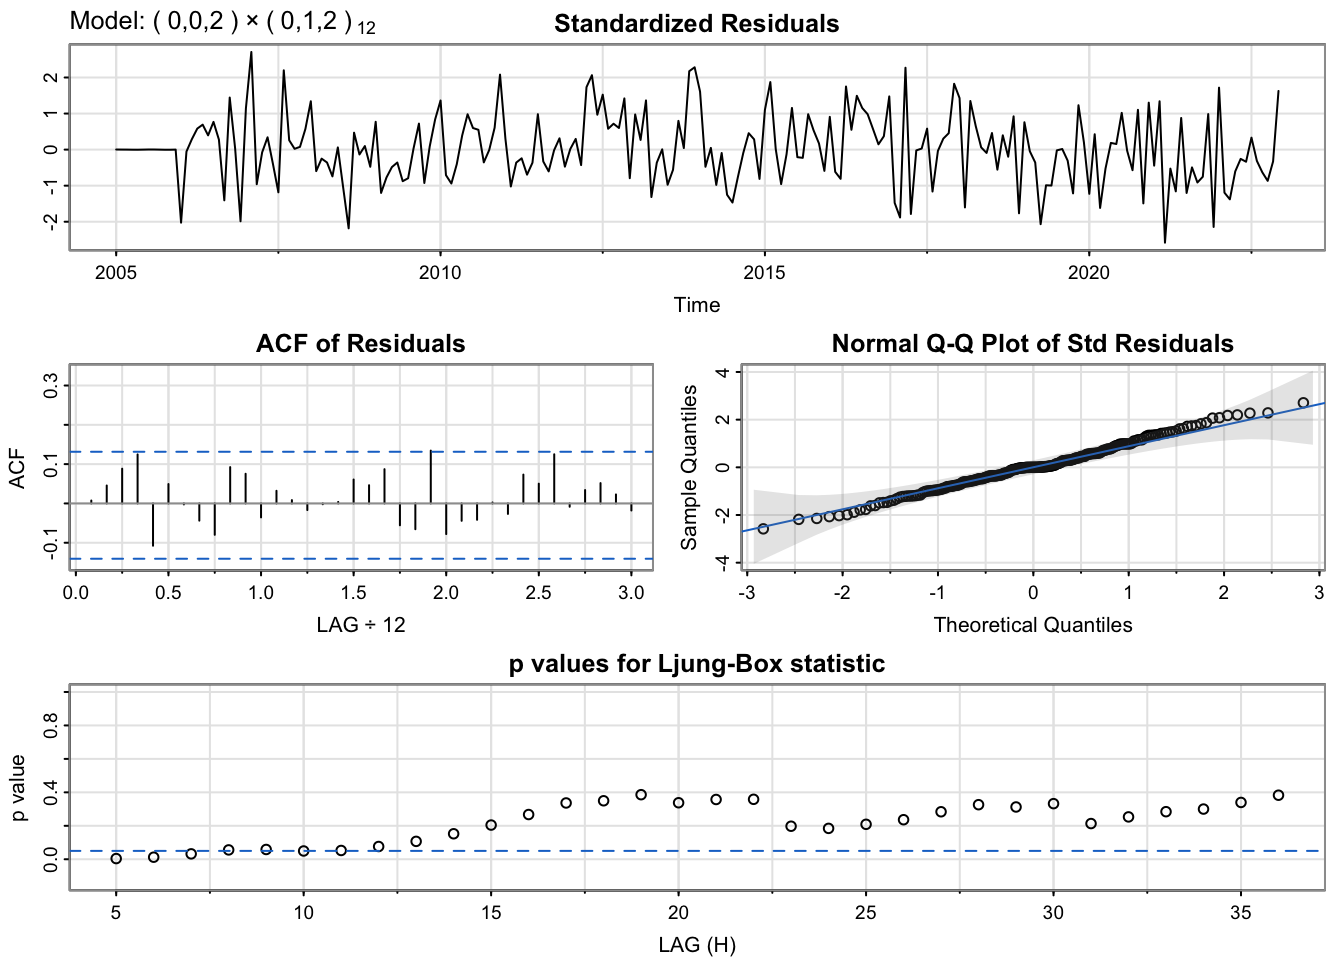 Model: ( 0,0,2 ) × ( 0,1,2 ) 12
Standardized Residuals
2
1
0
-1
-2
2005 2010 2015 2020
Time
ACF of Residuals
ACF
0.3
0.1
-0.1
0.0 0.5 1.0 1.5 2.0 2.5 3.0
LAG ÷ 12
Normal Q-Q Plot of Std Residuals
Sample Quantiles
4
2
0
-2
-4
-3 -2 -1 0 1 2 3
Theoretical Quantiles
p values for Ljung-Box statistic
p value
0.8
0.4
0.0
5 10 15 20 25 30 35
LAG (H)